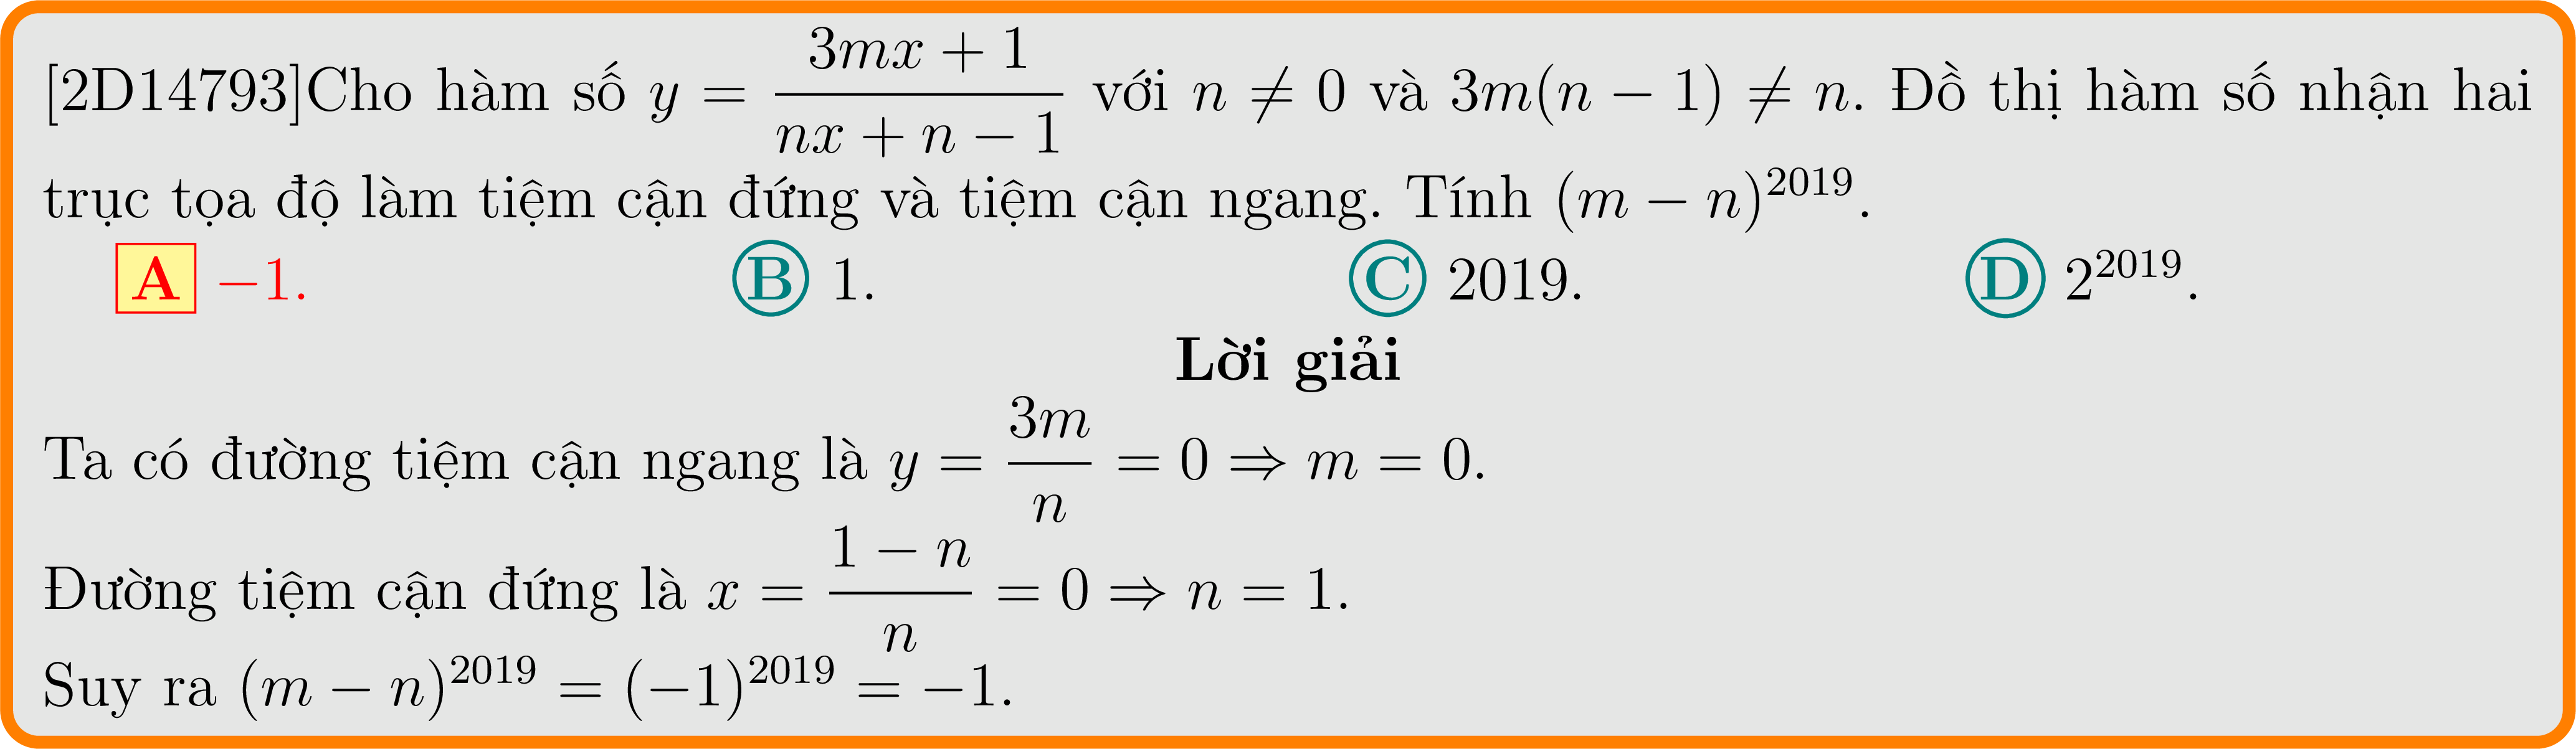 [2D14793]Cho hàm số $y = \dfrac{3mx + 1}{nx + n - 1}$ với $n \neq 0$ và $3m(n - 1) \neq n$. Đồ thị hàm số nhận hai
trục tọa độ làm tiệm cận đứng và tiệm cận ngang. Tính $(m - n)^{2019}$.
A $-1$. B $1$. C $2019$. D $2^{2019}$.
Lời giải
Ta có đường tiệm cận ngang là $y = \dfrac{3m}{n} = 0 \Rightarrow m = 0$.
Đường tiệm cận đứng là $x = \dfrac{1 - n}{n} = 0 \Rightarrow n = 1$.
Suy ra $(m - n)^{2019} = (-1)^{2019} = -1$.